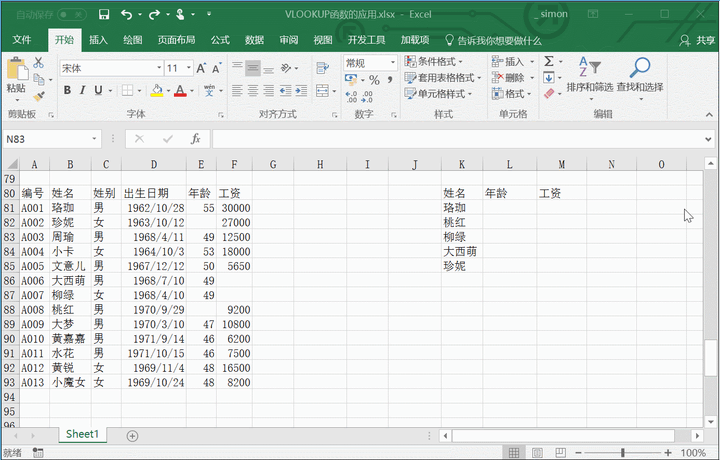 自动保存 VLOOKUP函数的应用.xlsx - Excel _ simon
文件 开始 插入 绘图 页面布局 公式 数据 审阅 视图 开发工具 加载项 告诉我你想要做什么 共享
粘贴 宋体 11 常规 条件格式 插入 排序和筛选 查找和选择
B I U A wén 文 % , 套用表格格式 删除
单元格样式 格式
剪贴板 字体 对齐方式 数字 样式 单元格 编辑
N83 fx
A B C D E F G H I J K L M N O
79
80 编号 姓名 姓别 出生日期 年龄 工资 姓名 年龄 工资
81 A001 珞珈 男 1962/10/28 55 30000 珞珈
82 A002 珍妮 女 1963/10/12 27000 桃红
83 A003 周瑜 男 1968/4/11 49 12500 柳绿
84 A004 小卡 女 1964/10/3 53 18000 大西萌
85 A005 文意儿 男 1967/12/12 50 5650 珍妮
86 A006 大西萌 男 1968/7/10 49
87 A007 柳绿 女 1968/4/10 49
88 A008 桃红 男 1970/9/29 9200
89 A009 大梦 男 1970/3/10 47 10800
90 A010 黄嘉嘉 男 1971/9/14 46 6200
91 A011 水花 男 1971/10/15 46 7500
92 A012 黄锐 女 1969/11/4 48 16500
93 A013 小魔女 女 1969/10/24 48 8200
94
95
96
Sheet1
就绪 100%